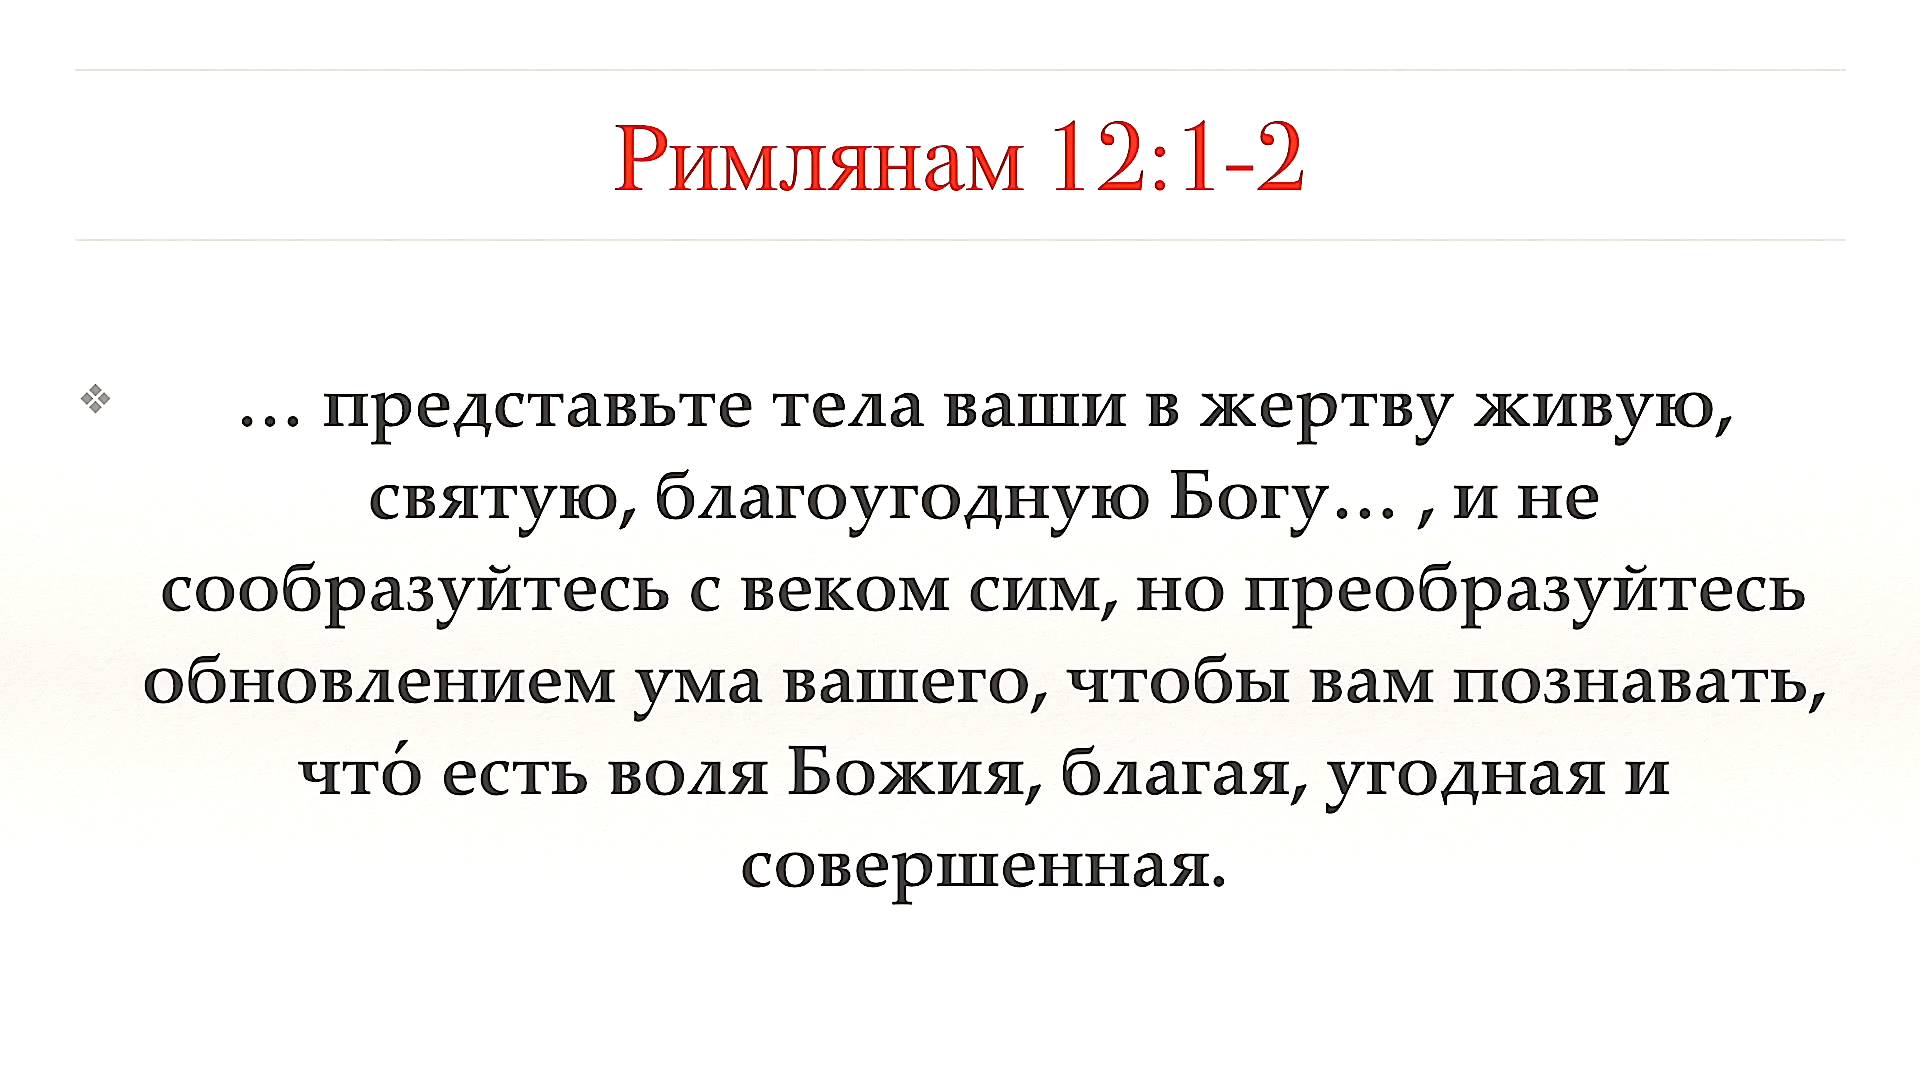 Римлянам 12:1-2
… представьте тела ваши в жертву живую,
святую, благоугодную Богу… , и не
сообразуйтесь с веком сим, но преобразуйтесь
обновлением ума вашего, чтобы вам познавать,
что́ есть воля Божия, благая, угодная и
совершенная.